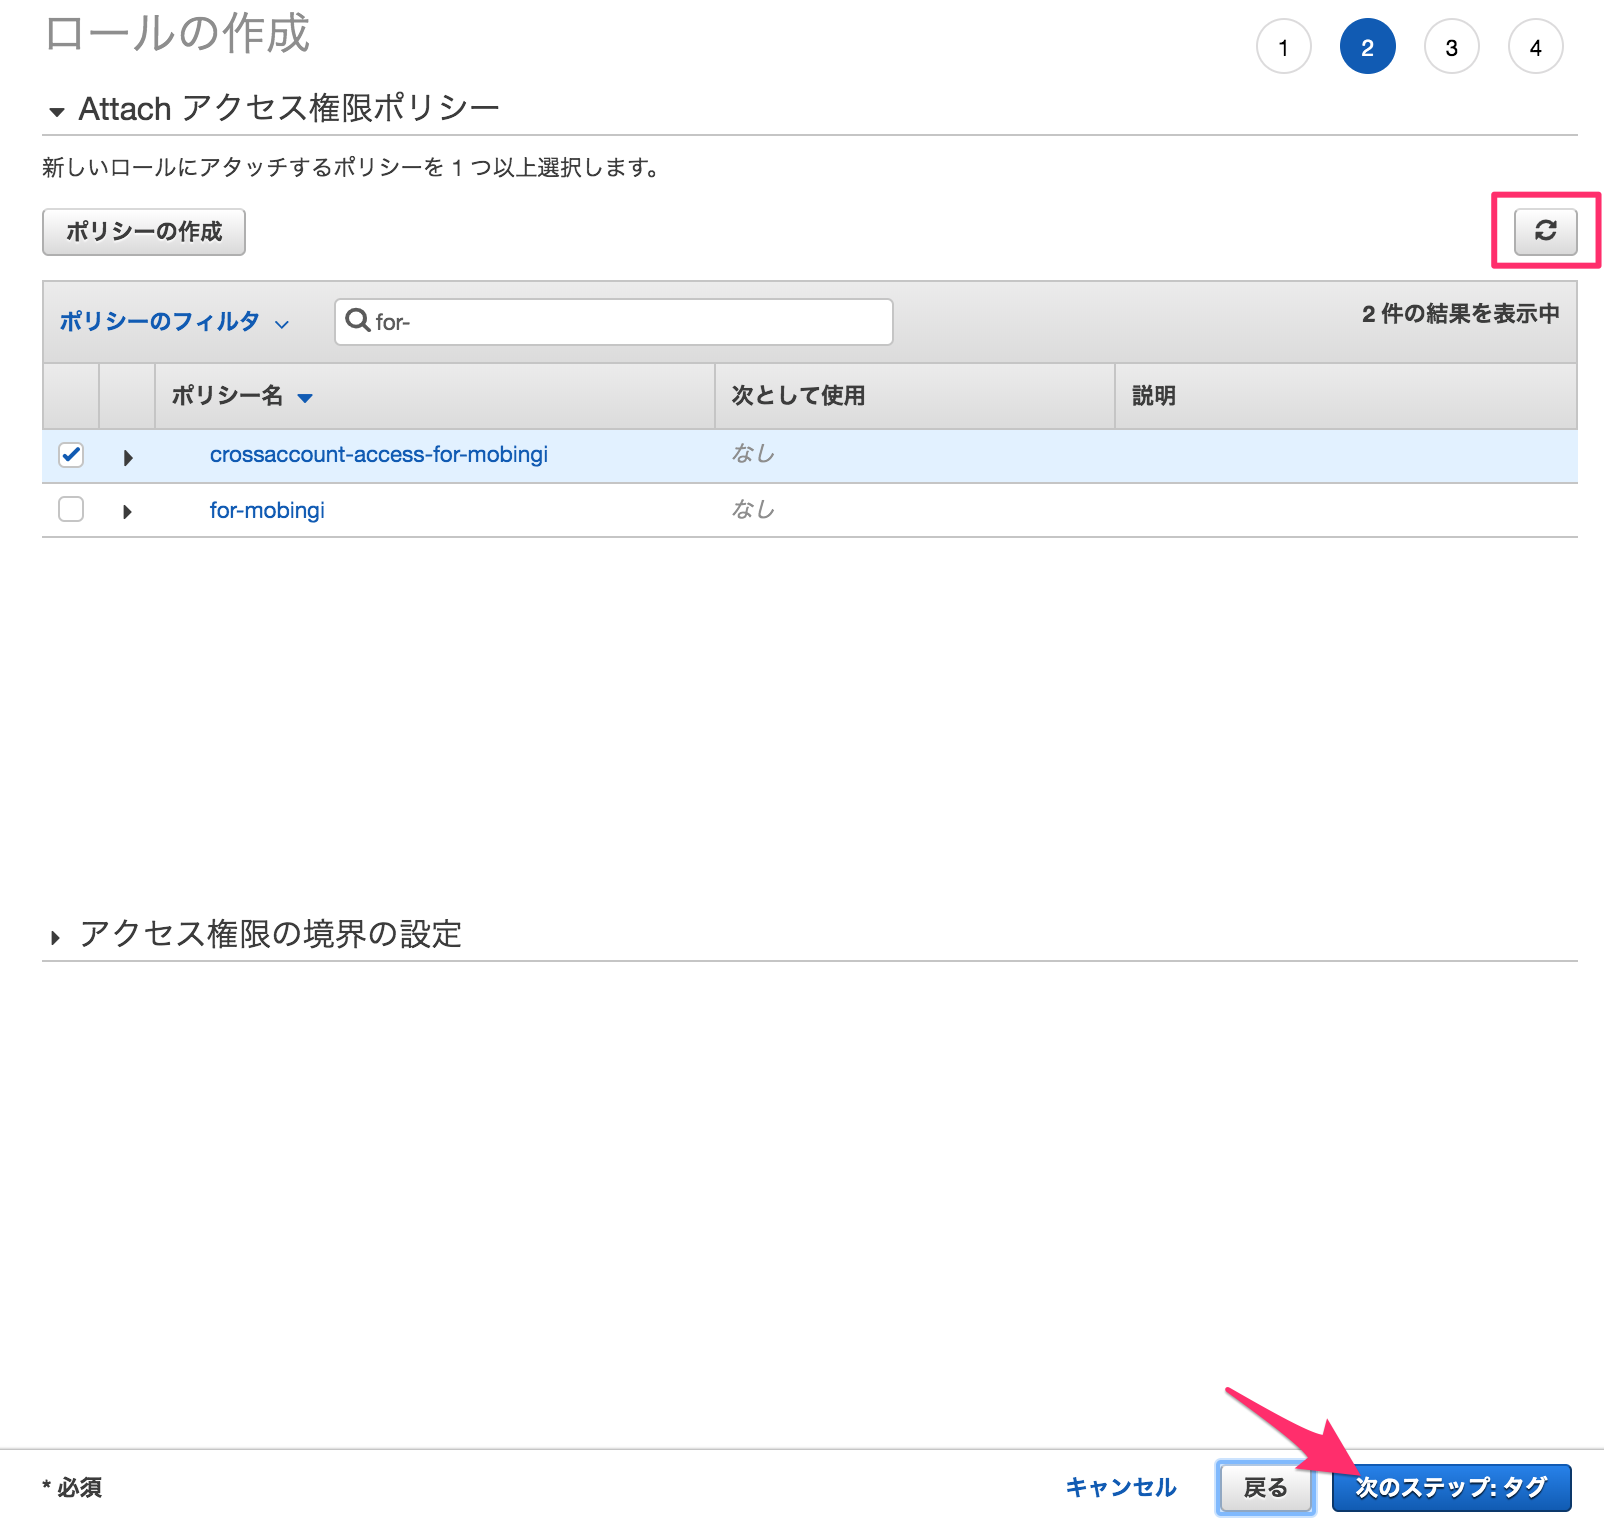 ロールの作成
1
2
3
4
Attach アクセス権限ポリシー
新しいロールにアタッチするポリシーを 1 つ以上選択します。
ポリシーの作成
ポリシーのフィルタ
for-
2 件の結果を表示中
ポリシー名
次として使用
説明
crossaccount-access-for-mobingi
なし
for-mobingi
なし
アクセス権限の境界の設定
* 必須
キャンセル
戻る
次のステップ: タグ